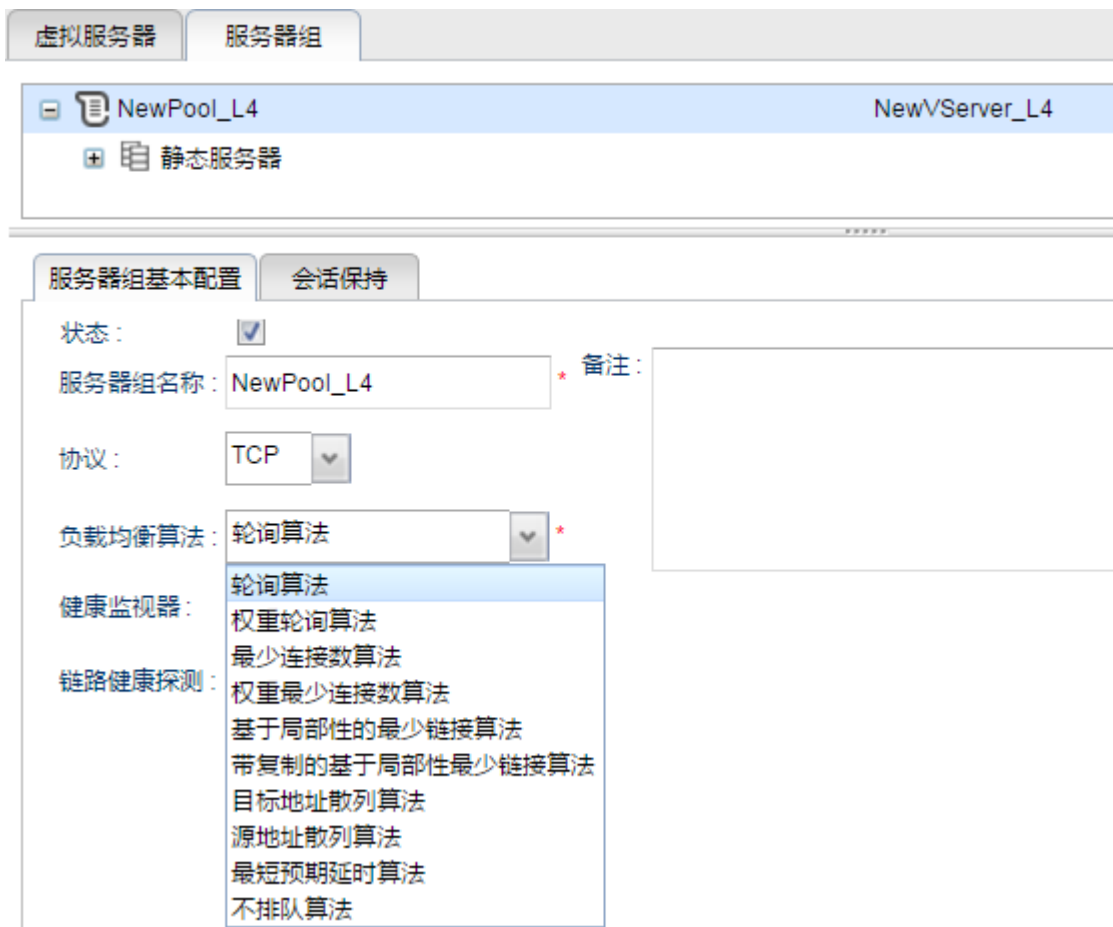 虚拟服务器 服务器组
NewPool_L4 NewVServer_L4
静态服务器
服务器组基本配置 会话保持
状态：
服务器组名称： NewPool_L4 * 备注：
协议： TCP
负载均衡算法： 轮询算法 *
轮询算法
健康监视器：
权重轮询算法
最少连接数算法
链路健康探测：
权重最少连接数算法
基于局部性的最少链接算法
带复制的基于局部性最少链接算法
目标地址散列算法
源地址散列算法
最短预期延时算法
不排队算法